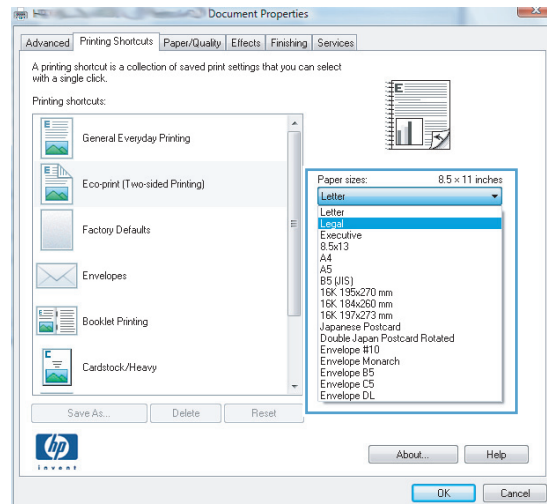 Document Properties
Advanced
Printing Shortcuts
Paper/Quality
Effects
Finishing
Services
A printing shortcut is a collection of saved print settings that you can select
with a single click.
Printing shortcuts:
General Everyday Printing
Eco-print (Two-sided Printing)
Factory Defaults
Envelopes
Booklet Printing
Cardstock/Heavy
E
Paper sizes:
8.5 × 11 inches
Letter
Letter
Legal
Executive
8.5x13
A4
A5
B5 (JIS)
16K 195x270 mm
16K 184x260 mm
16K 197x273 mm
Japanese Postcard
Double Japan Postcard Rotated
Envelope #10
Envelope Monarch
Envelope B5
Envelope C5
Envelope DL
Save As...
Delete
Reset
hp
invent
About...
Help
OK
Cancel